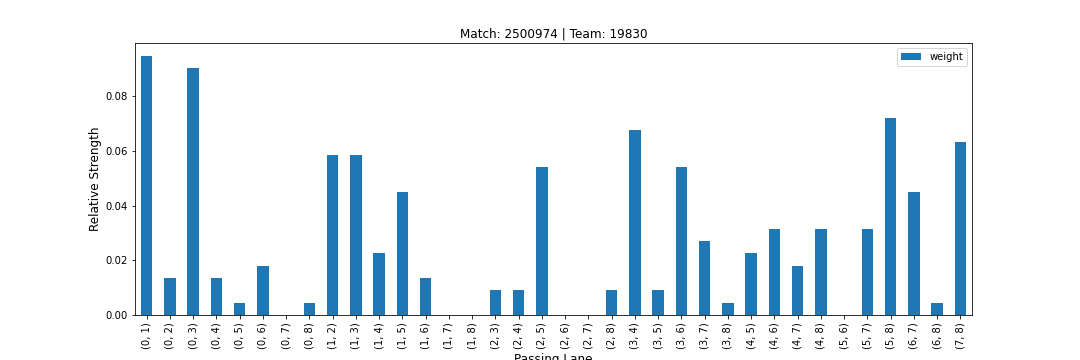 Match: 2500974 | Team: 19830
weight
Relative Strength
0.08
0.06
0.04
0.02
0.00
(0, 1) (0, 2) (0, 3) (0, 4) (0, 5) (0, 6) (0, 7) (0, 8) (1, 2) (1, 3) (1, 4) (1, 5) (1, 6) (1, 7) (1, 8) (2, 3) (2, 4) (2, 5) (2, 6) (2, 7) (2, 8) (3, 4) (3, 5) (3, 6) (3, 7) (3, 8) (4, 5) (4, 6) (4, 7) (4, 8) (5, 6) (5, 7) (5, 8) (6, 7) (6, 8) (7, 8)
Passing Lane